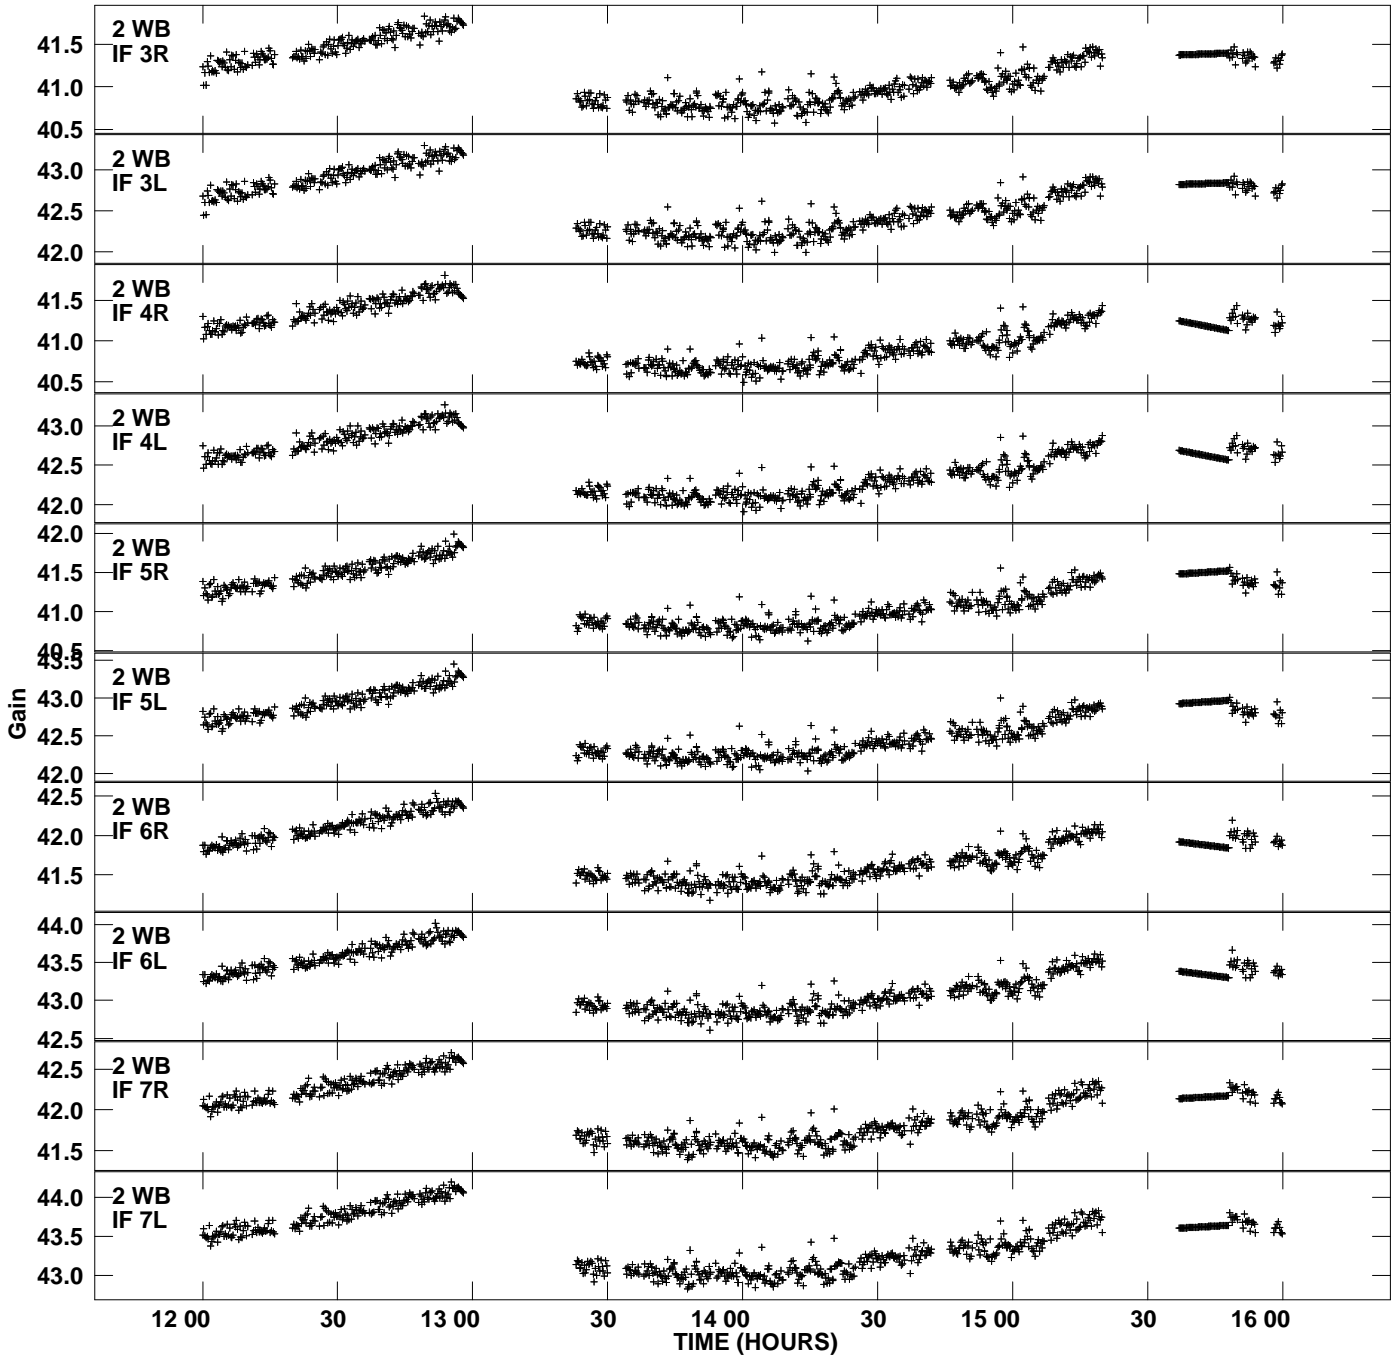 2 WB
IF 3R
41.5
41.0
40.5
2 WB
IF 3L
43.0
42.5
42.0
2 WB
IF 4R
41.5
41.0
40.5
2 WB
IF 4L
43.0
42.5
42.0
2 WB
IF 5R
42.0
41.5
41.0
40.5
2 WB
IF 5L
43.5
43.0
42.5
42.0
Gain
2 WB
IF 6R
42.5
42.0
41.5
2 WB
IF 6L
44.0
43.5
43.0
42.5
2 WB
IF 7R
42.5
42.0
41.5
2 WB
IF 7L
44.0
43.5
43.0
12 00 30 13 00 30 14 00 30 15 00 30 16 00
TIME (HOURS)